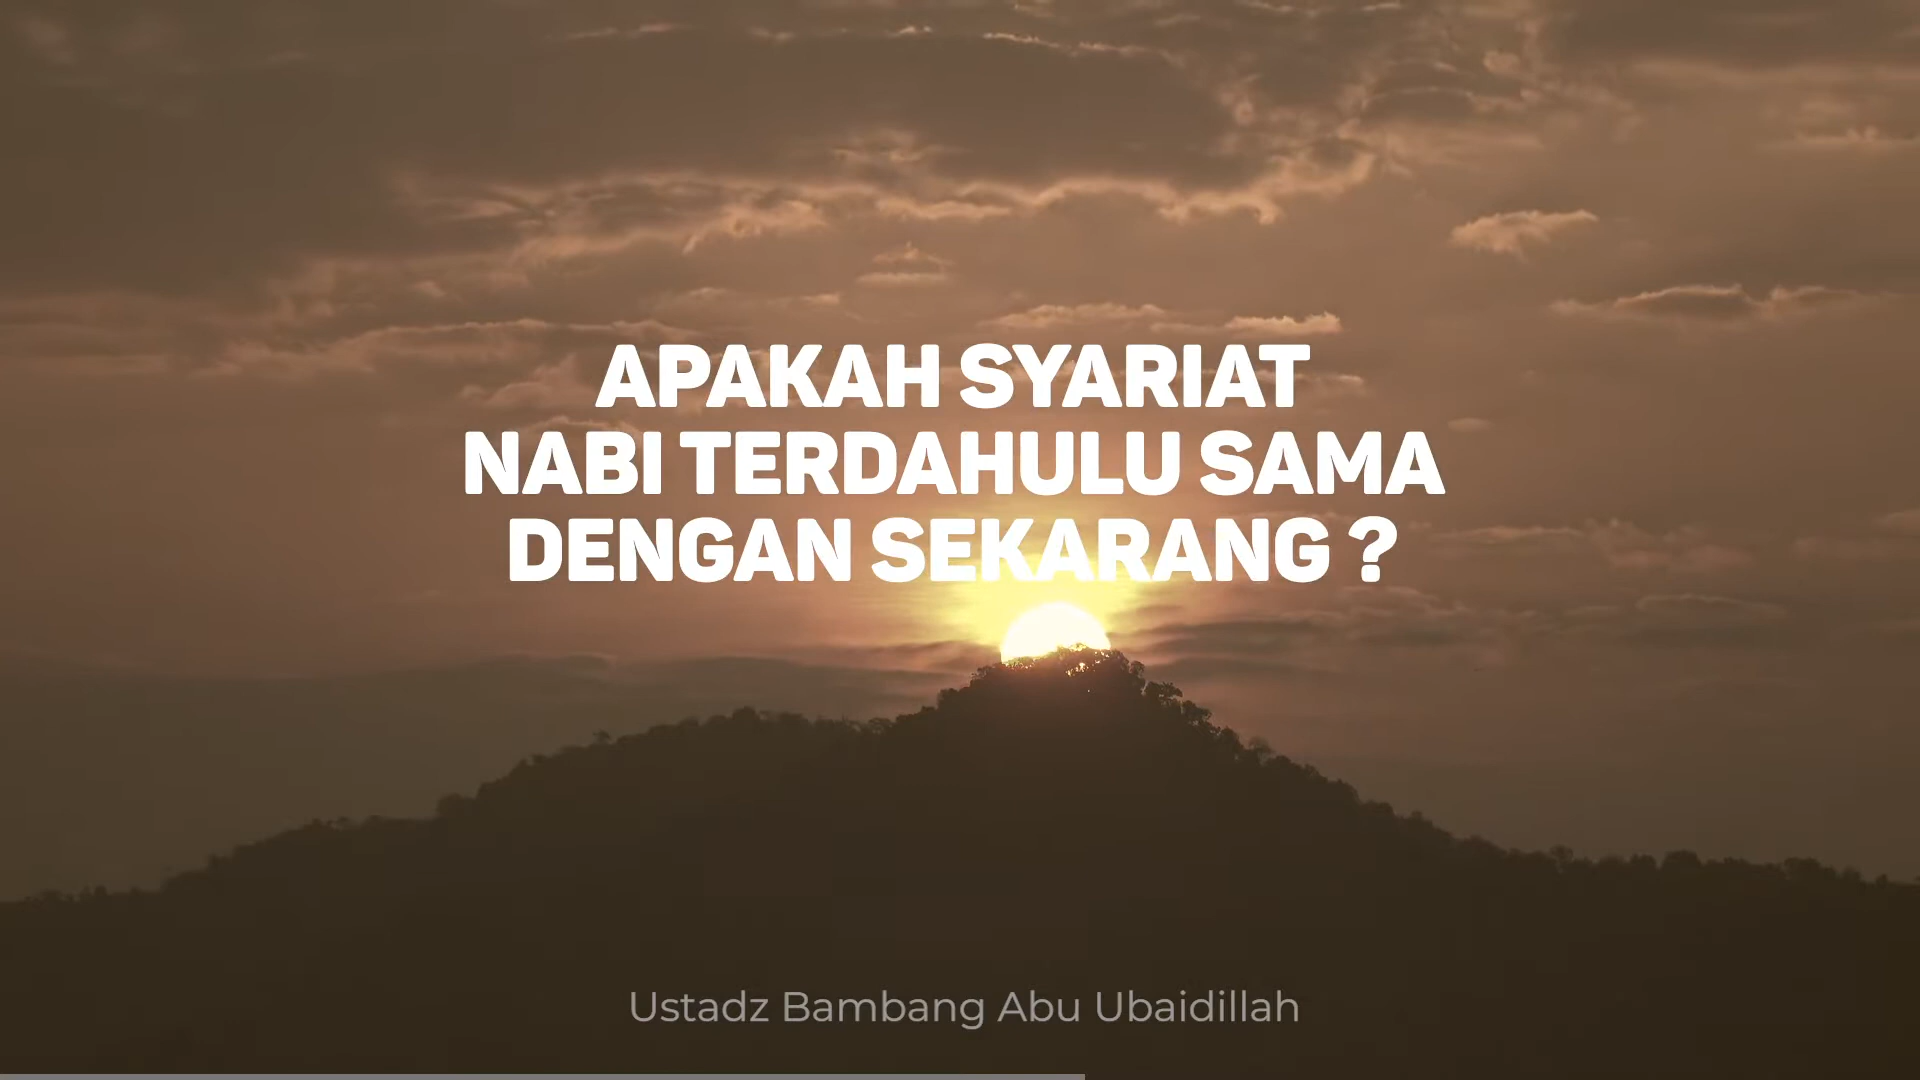 APAKAH SYARIAT
NABI TERDAHULU SAMA
DENGAN SEKARANG ?
Ustadz Bambang Abu Ubaidillah